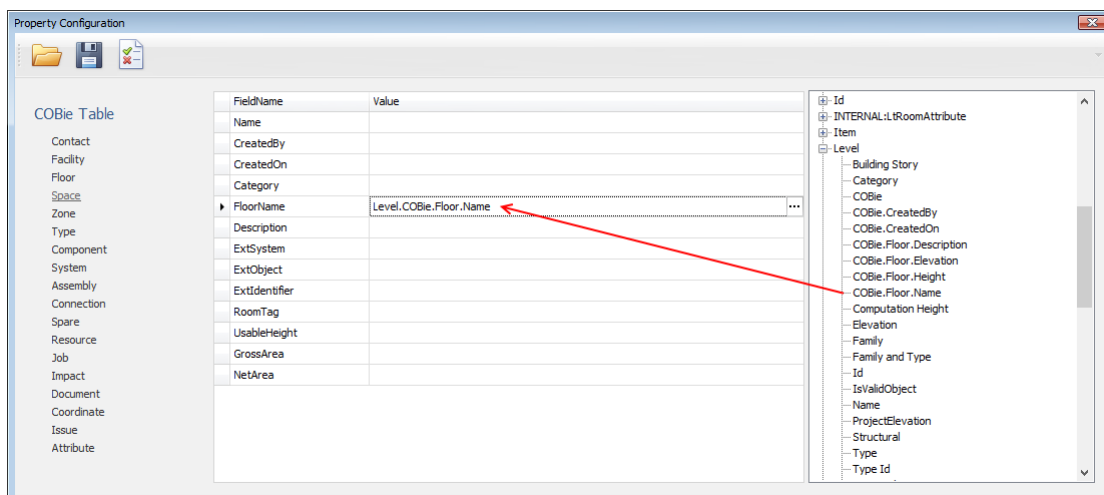 Property Configuration
COBie Table
Contact
Facility
Floor
Space
Zone
Type
Component
System
Assembly
Connection
Spare
Resource
Job
Impact
Document
Coordinate
Issue
Attribute
FieldName Value
Name
CreatedBy
CreatedOn
Category
FloorName Level.COBie.Floor.Name ...
Description
ExtSystem
ExtObject
ExtIdentifier
RoomTag
UsableHeight
GrossArea
NetArea
Id
INTERNAL:LtRoomAttribute
Item
Level
Building Story
Category
COBie
COBie.CreatedBy
COBie.CreatedOn
COBie.Floor.Description
COBie.Floor.Elevation
COBie.Floor.Height
COBie.Floor.Name
Computation Height
Elevation
Family
Family and Type
Id
IsValidObject
Name
ProjectElevation
Structural
Type
Type Id